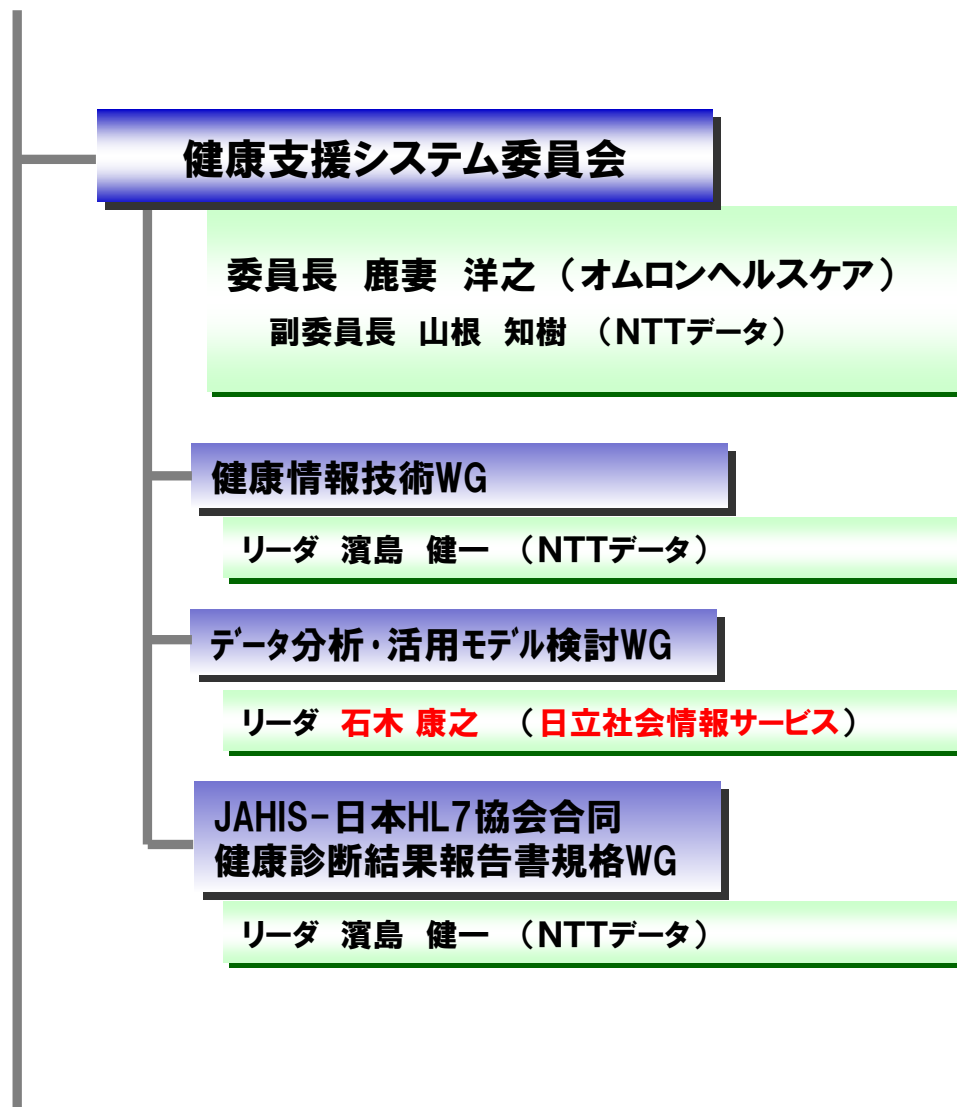 健康支援システム委員会
委員長 鹿妻 洋之 （オムロンヘルスケア）
副委員長 山根 知樹 （NTTデータ）
健康情報技術WG
リーダ 濱島 健一 （NTTデータ）
データ分析・活用モデル検討WG
リーダ 石木 康之 （日立社会情報サービス）
JAHIS-日本HL7協会合同
健康診断結果報告書規格WG
リーダ 濱島 健一 （NTTデータ）